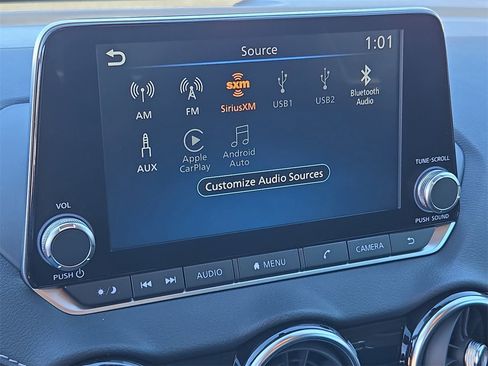 Source
1:01
AM
FM
sxm
SiriusXM
USB1
USB2
Bluetooth
Audio
AUX
Apple
CarPlay
Android
Auto
Customize Audio Sources
VOL
PUSH
TUNE·SCROLL
PUSH SOUND
AUDIO
MENU
CAMERA